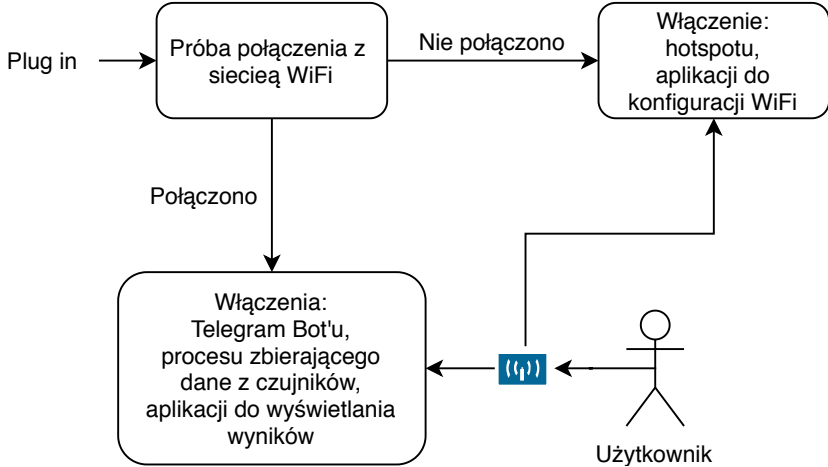 Plug in
Próba połączenia z
siecieą WiFi
Nie połączono
Włączenie:
hotspotu,
aplikacji do
konfiguracji WiFi
Połączono
Włączenia:
Telegram Bot'u,
procesu zbierającego
dane z czujników,
aplikacji do wyświetlania
wyników
Użytkownik